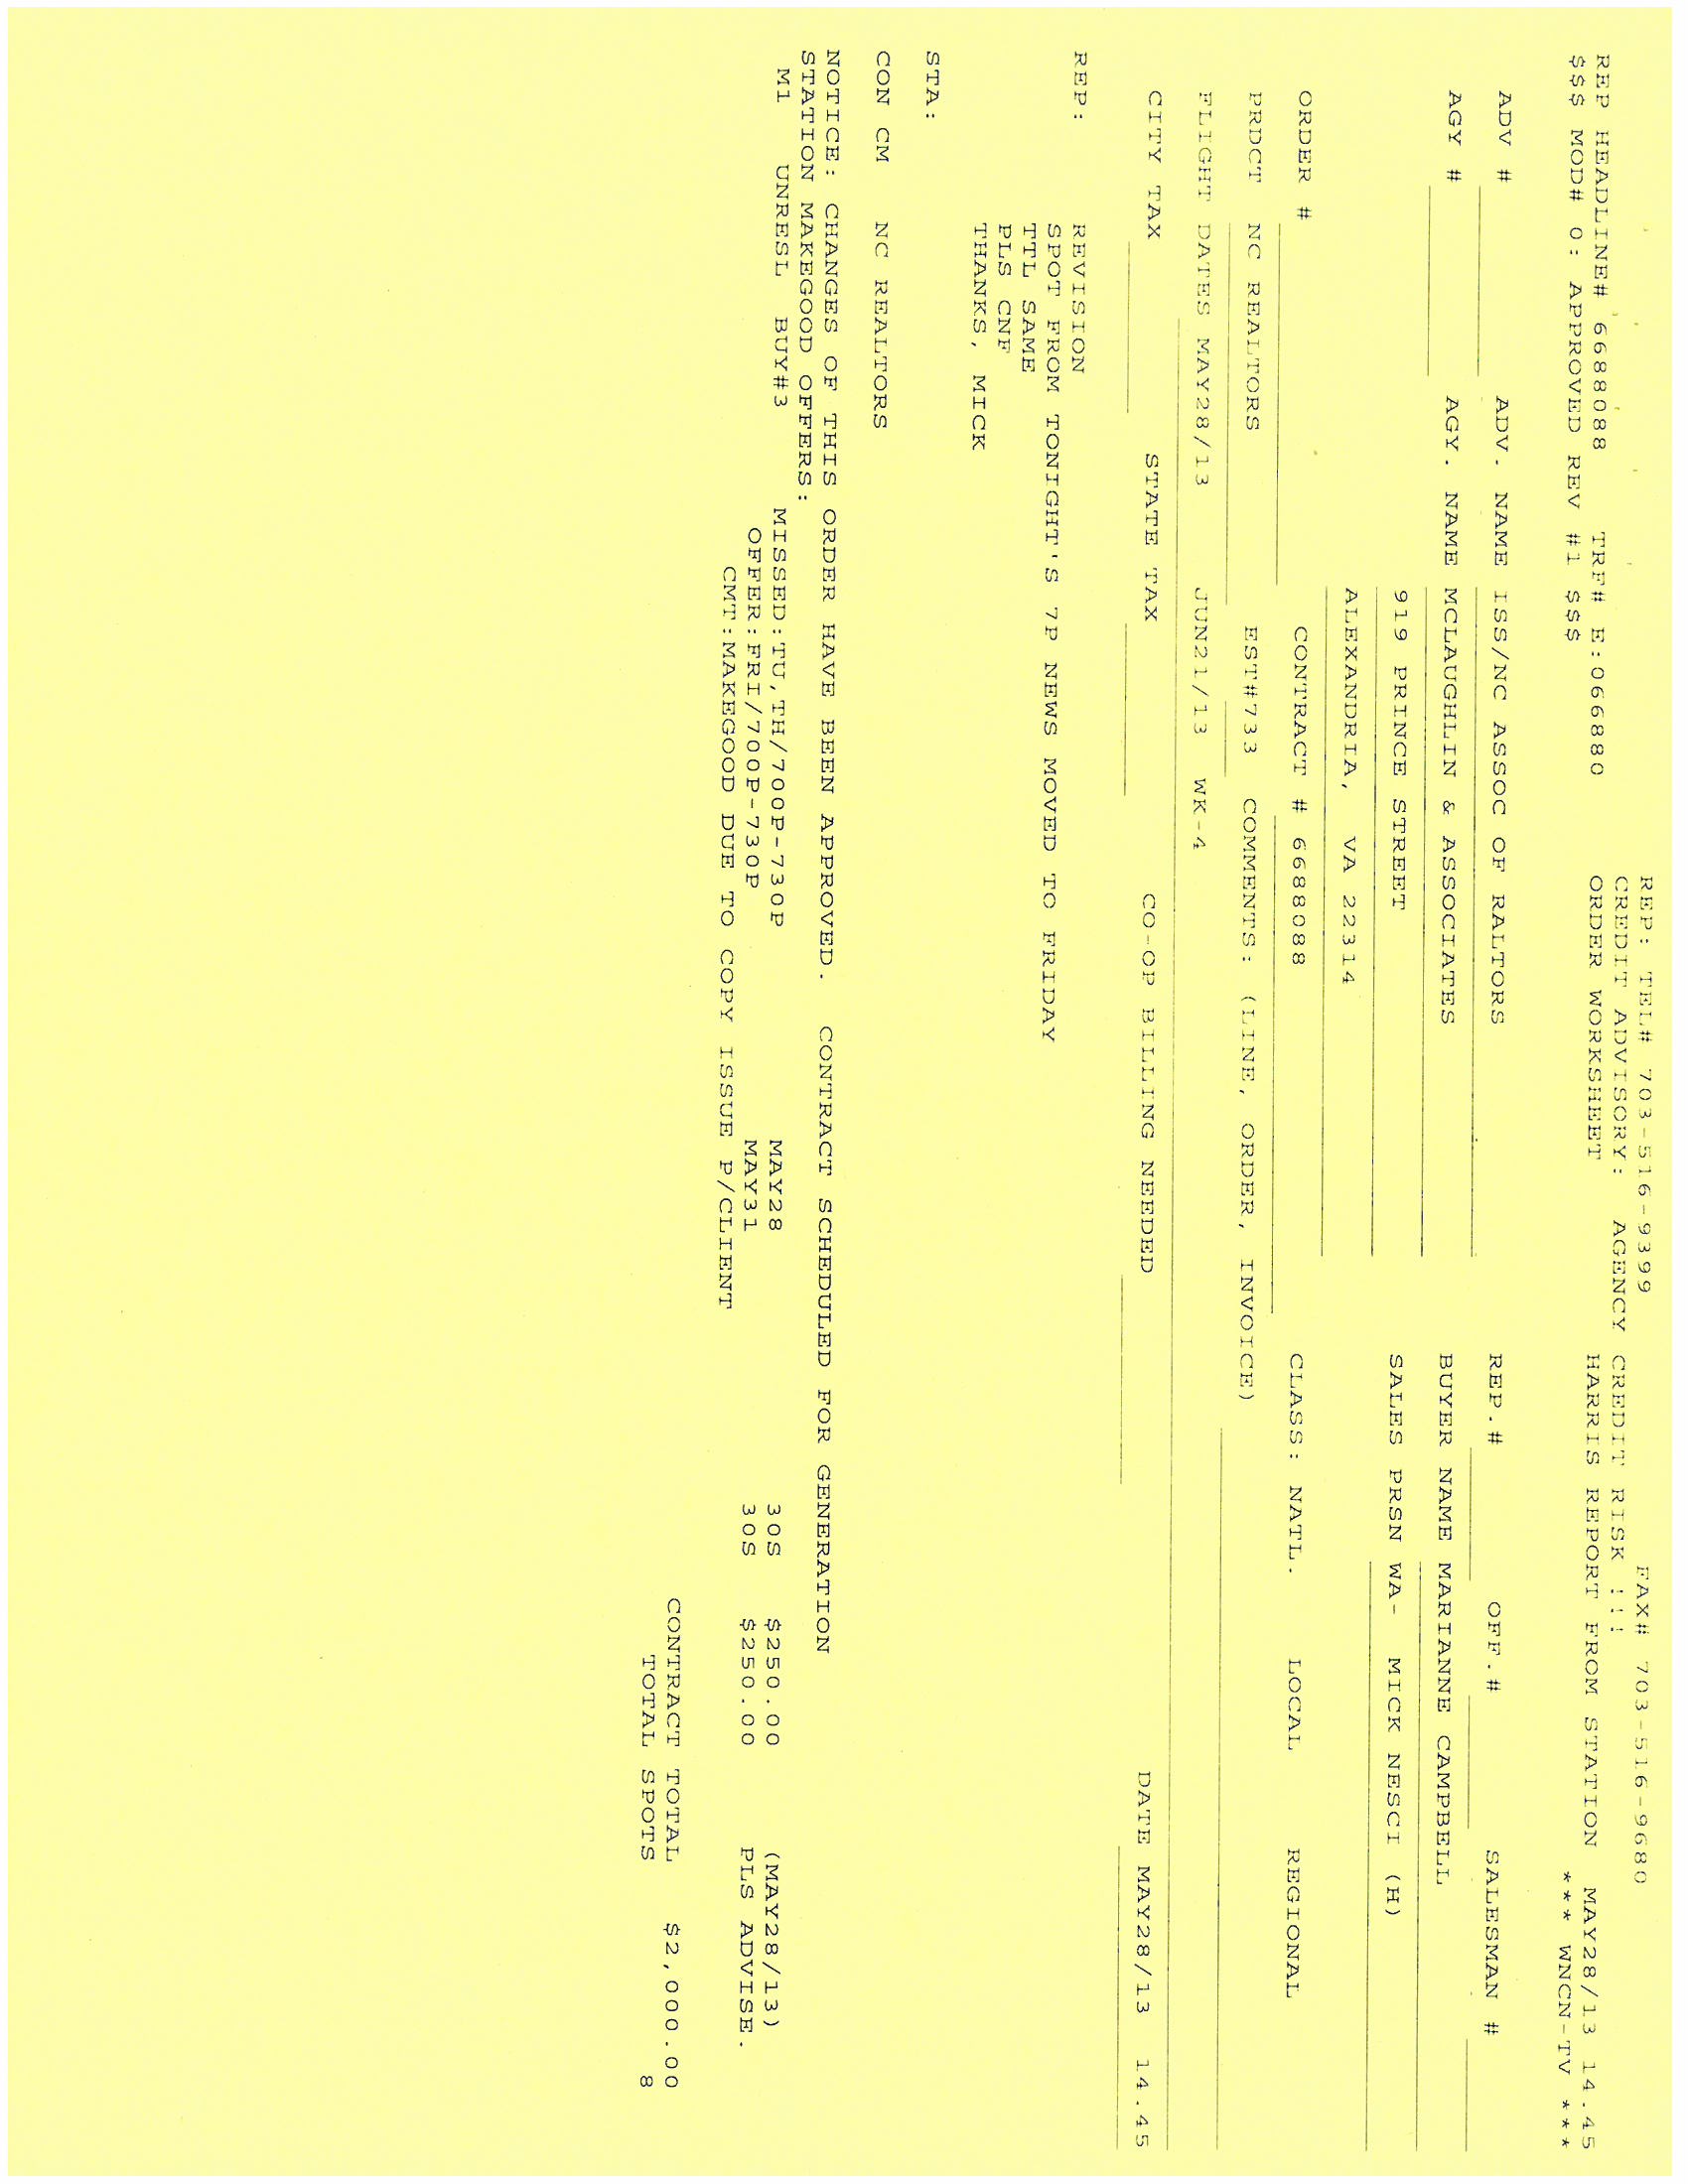 REP: TEL# 703-516-9399 FAX# 703-516-9680
CREDIT ADVISORY: AGENCY CREDIT RISK !!!
REP HEADLINE# 6688088 TRF# E:066880 ORDER WORKSHEET HARRIS REPORT FROM STATION MAY28/13 14.45
$$$ MOD# 0: APPROVED REV #1 $$$ *** WNCN-TV ***
ADV # ADV. NAME ISS/NC ASSOC OF RALTORS REP.# OFF.# SALESMAN #
AGY # AGY. NAME MCLAUGHLIN & ASSOCIATES BUYER NAME MARIANNE CAMPBELL
919 PRINCE STREET SALES PRSN WA- MICK NESCI (H)
ALEXANDRIA, VA 22314
ORDER # CONTRACT # 6688088 CLASS: NATL. LOCAL REGIONAL
PRDCT NC REALTORS EST#733 COMMENTS: (LINE, ORDER, INVOICE)
FLIGHT DATES MAY28/13 JUN21/13 WK-4
CITY TAX STATE TAX CO-OP BILLING NEEDED DATE MAY28/13 14.45
REP: REVISION
SPOT FROM TONIGHT'S 7P NEWS MOVED TO FRIDAY
TTL SAME
PLS CNF
THANKS, MICK
STA:
CON CM NC REALTORS
NOTICE: CHANGES OF THIS ORDER HAVE BEEN APPROVED. CONTRACT SCHEDULED FOR GENERATION
STATION MAKEGOOD OFFERS:
M1 UNRESL BUY#3 MISSED:TU,TH/700P-730P MAY28 30S $250.00 (MAY28/13)
OFFER:FRI/700P-730P MAY31 30S $250.00 PLS ADVISE.
CMT:MAKEGOOD DUE TO COPY ISSUE P/CLIENT
CONTRACT TOTAL $2,000.00
TOTAL SPOTS 8